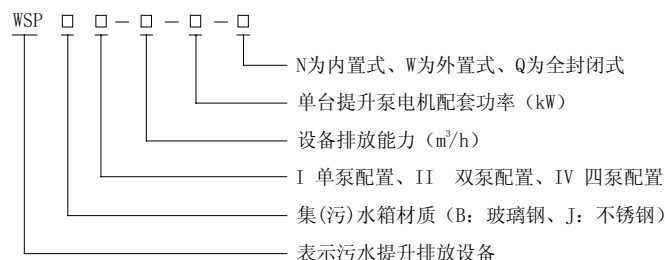 WSP □ □ - □ - □ - □
N为内置式、W为外置式、Q为全封闭式
单台提升泵电机配套功率（kW）
设备排放能力（m³/h）
I 单泵配置、II 双泵配置、IV 四泵配置
集(污)水箱材质（B：玻璃钢、J：不锈钢）
表示污水提升排放设备